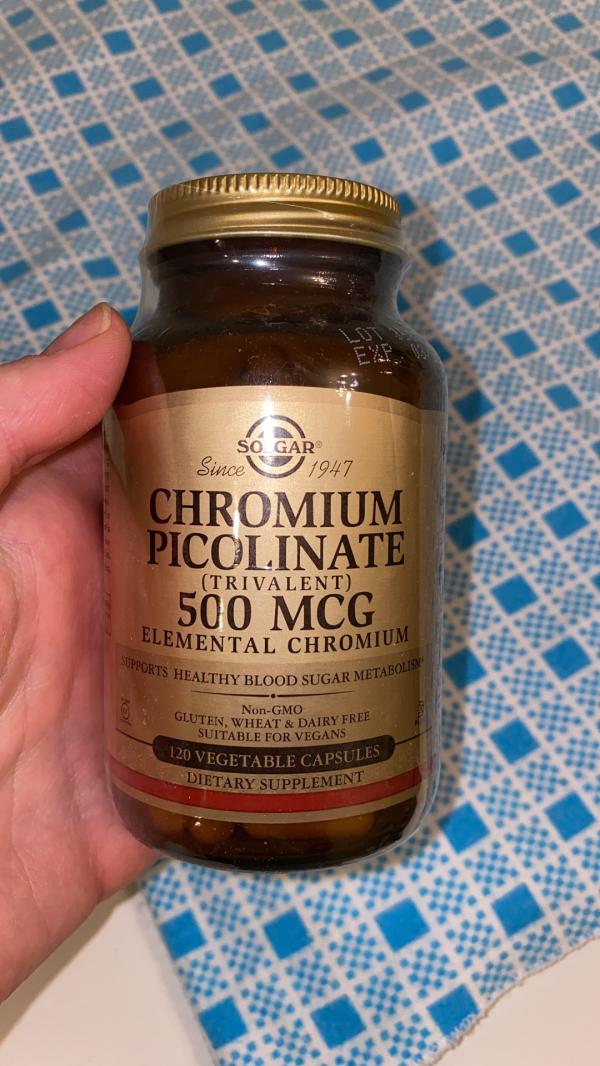 LOT
EXP
SOLGAR®
Since 1947
CHROMIUM
PICOLINATE
(TRIVALENT)
500 MCG
ELEMENTAL CHROMIUM
SUPPORTS HEALTHY BLOOD SUGAR METABOLISM*
Non-GMO
GLUTEN, WHEAT & DAIRY FREE
SUITABLE FOR VEGANS
120 VEGETABLE CAPSULES
DIETARY SUPPLEMENT